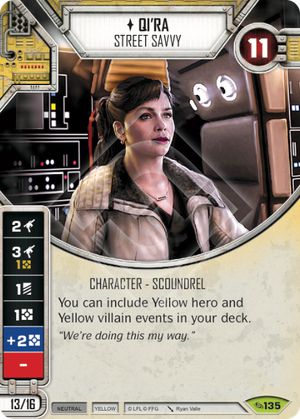 QI'RA
STREET SAVVY
11
2
3
1
1
1
+2
-
CHARACTER - SCOUNDREL
You can include Yellow hero and
Yellow villain events in your deck.
"We're doing this my way."
13/16
NEUTRAL
YELLOW
© LFL © FFG
Ryan Valle
135